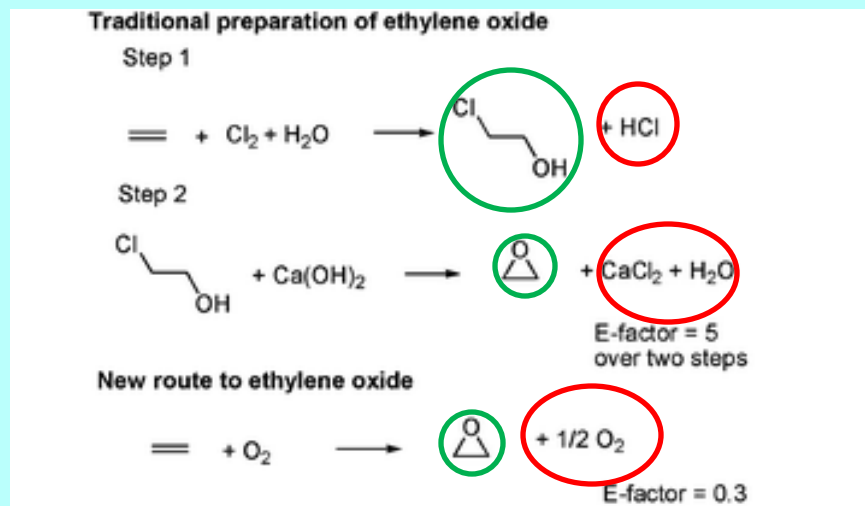 Traditional preparation of ethylene oxide
Step 1
+ Cl₂ + H₂O Cl OH + HCl
Step 2
Cl OH + Ca(OH)₂ O + CaCl₂ + H₂O
E-factor = 5
over two steps
New route to ethylene oxide
+ O₂ O + 1/2 O₂
E-factor = 0.3